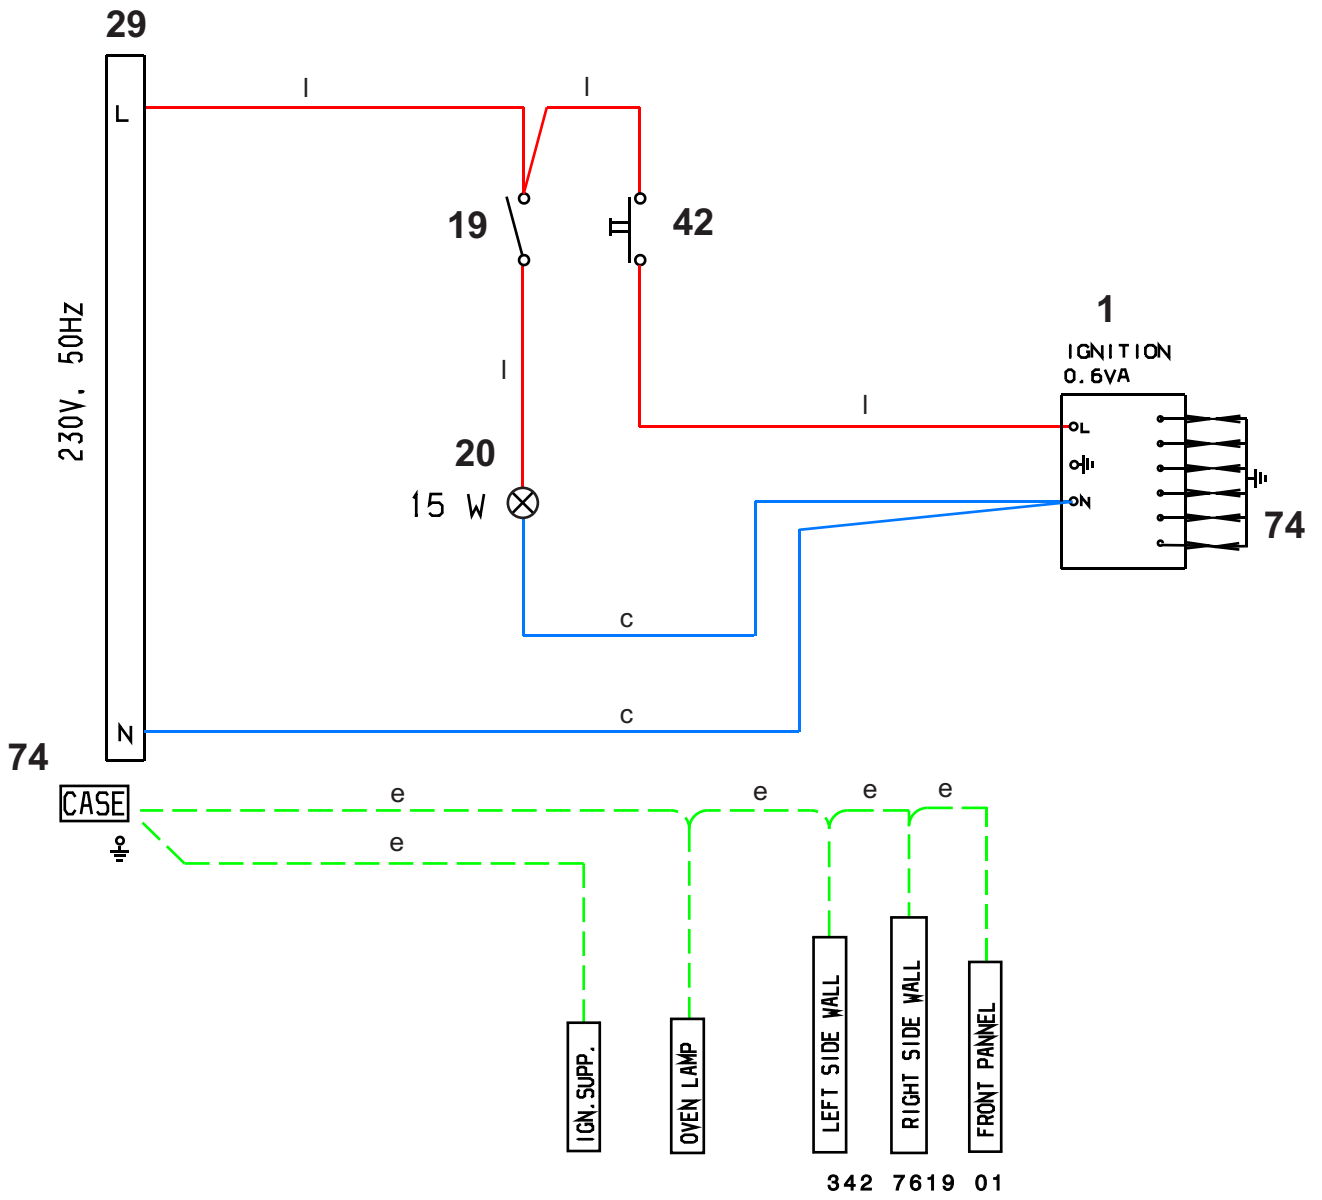 29
L
l
l
19
42
230V, 50Hz
l
20
15 W
1
IGNITION
0.6VA
l
L
N
74
c
c
N
74
CASE
e
e
e
e
e
IGN.SUPP.
OVEN LAMP
LEFT SIDE WALL
RIGHT SIDE WALL
FRONT PANNEL
342 7619 01